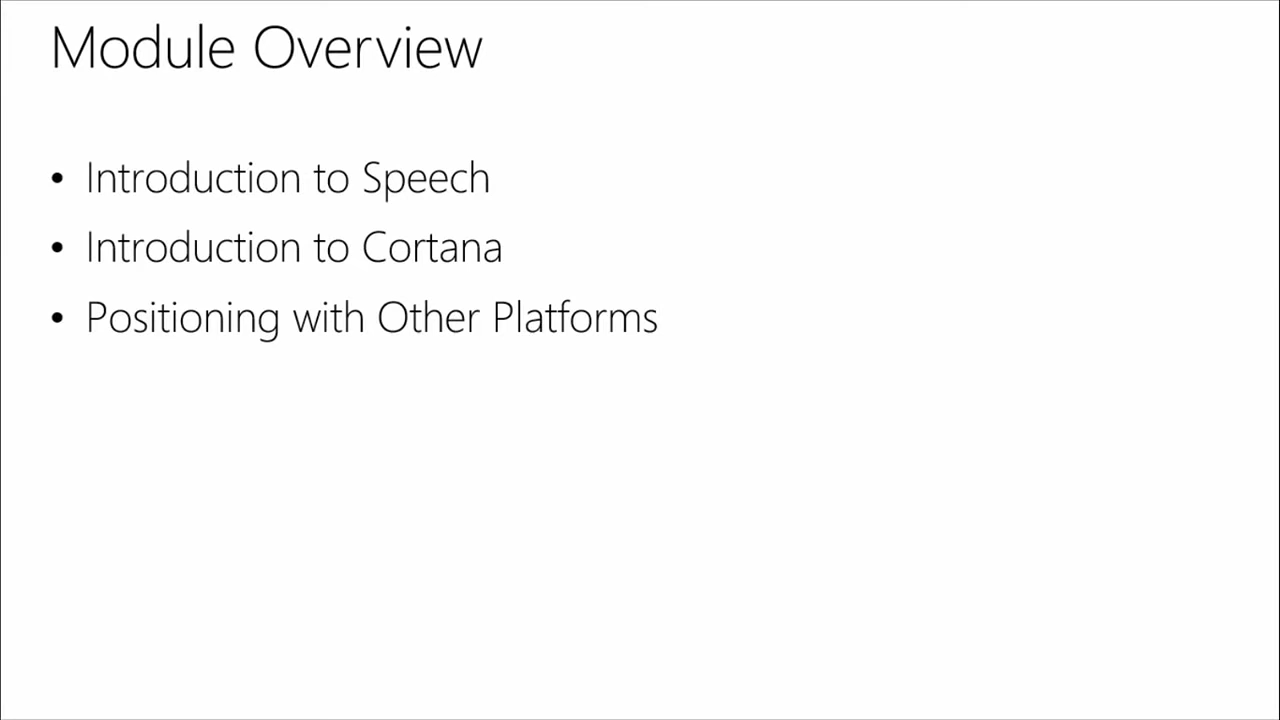 Module Overview
• Introduction to Speech
• Introduction to Cortana
• Positioning with Other Platforms